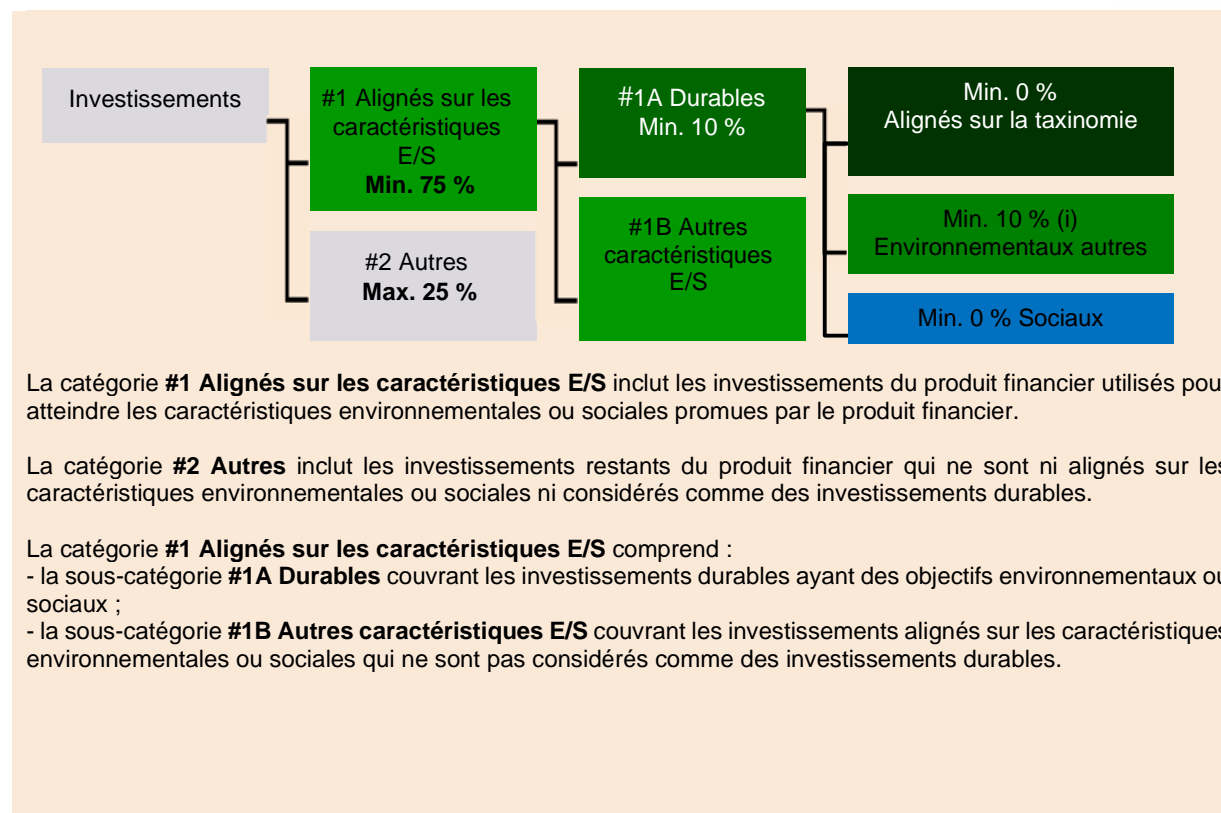 Investissements
#1 Alignés sur les
caractéristiques
E/S
Min. 75 %
#2 Autres
Max. 25 %
#1A Durables
Min. 10 %
#1B Autres
caractéristiques
E/S
Min. 0 %
Alignés sur la taxinomie
Min. 10 % (i)
Environnementaux autres
Min. 0 % Sociaux
La catégorie #1 Alignés sur les caractéristiques E/S inclut les investissements du produit financier utilisés pou
atteindre les caractéristiques environnementales ou sociales promues par le produit financier.
La catégorie #2 Autres inclut les investissements restants du produit financier qui ne sont ni alignés sur les
caractéristiques environnementales ou sociales ni considérés comme des investissements durables.
La catégorie #1 Alignés sur les caractéristiques E/S comprend :
- la sous-catégorie #1A Durables couvrant les investissements durables ayant des objectifs environnementaux ou
sociaux ;
- la sous-catégorie #1B Autres caractéristiques E/S couvrant les investissements alignés sur les caractéristiques
environnementales ou sociales qui ne sont pas considérés comme des investissements durables.